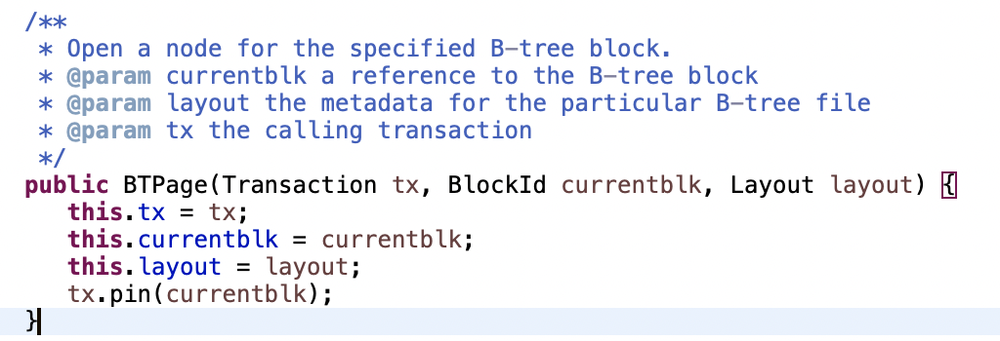 /**
 * Open a node for the specified B-tree block.
 * @param currentblk a reference to the B-tree block
 * @param layout the metadata for the particular B-tree file
 * @param tx the calling transaction
 */
public BTPage(Transaction tx, BlockId currentblk, Layout layout) {
   this.tx = tx;
   this.currentblk = currentblk;
   this.layout = layout;
   tx.pin(currentblk);
}